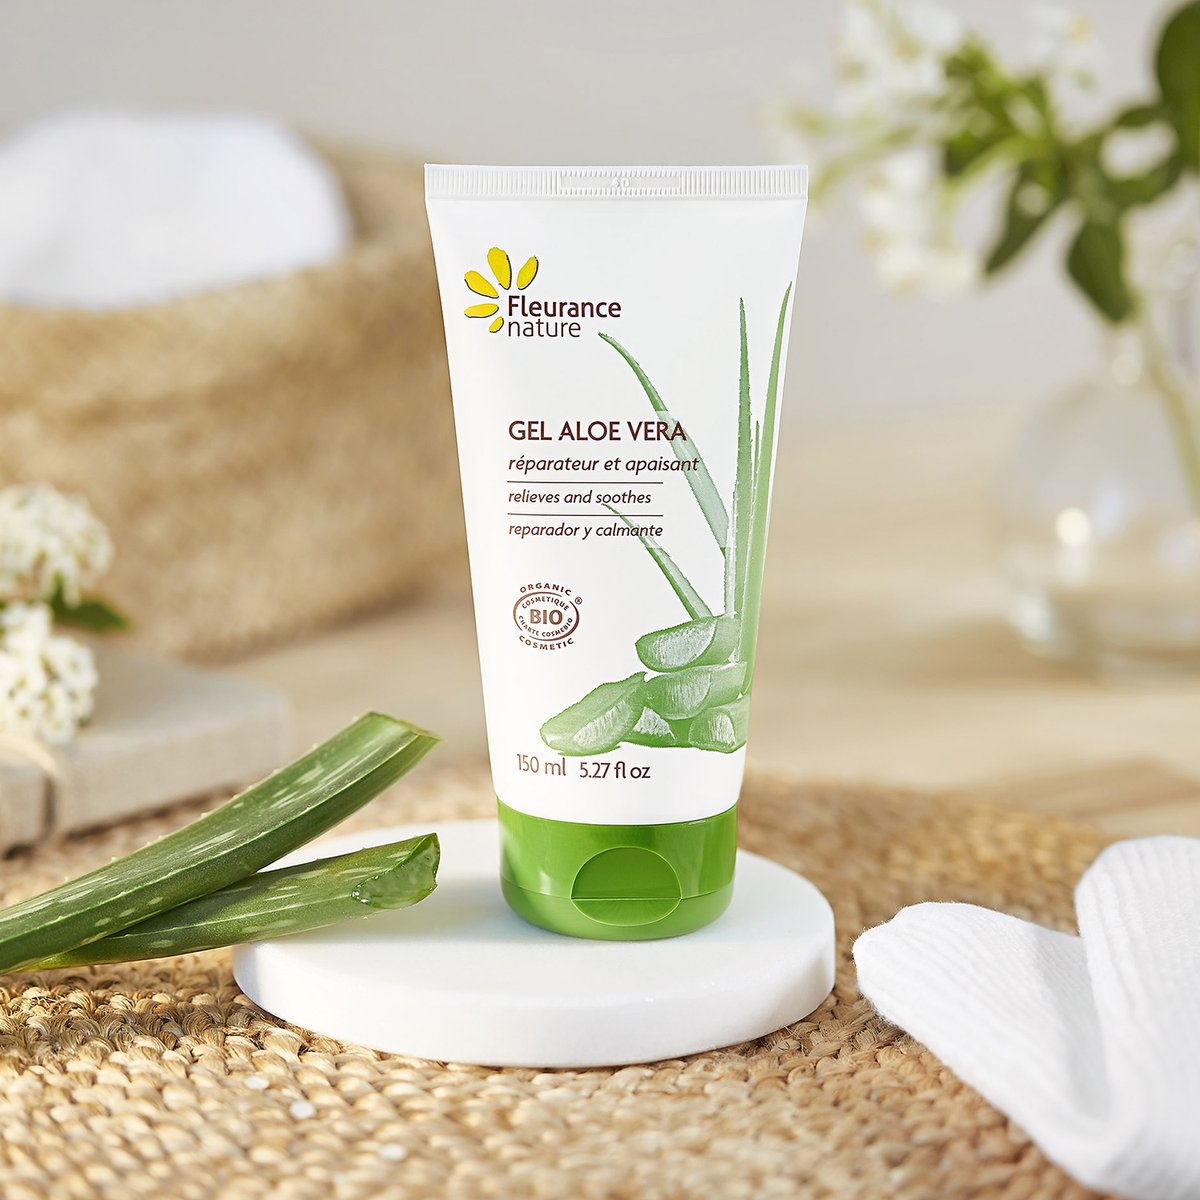 Fleurance
nature
GEL ALOE VERA
réparateur et apaisant
relieves and soothes
reparador y calmante
ORGANIC
COSMETIQUE ®
BIO
CHARTE COSMEBIO
COSMETIC
150 ml 5.27 fl oz